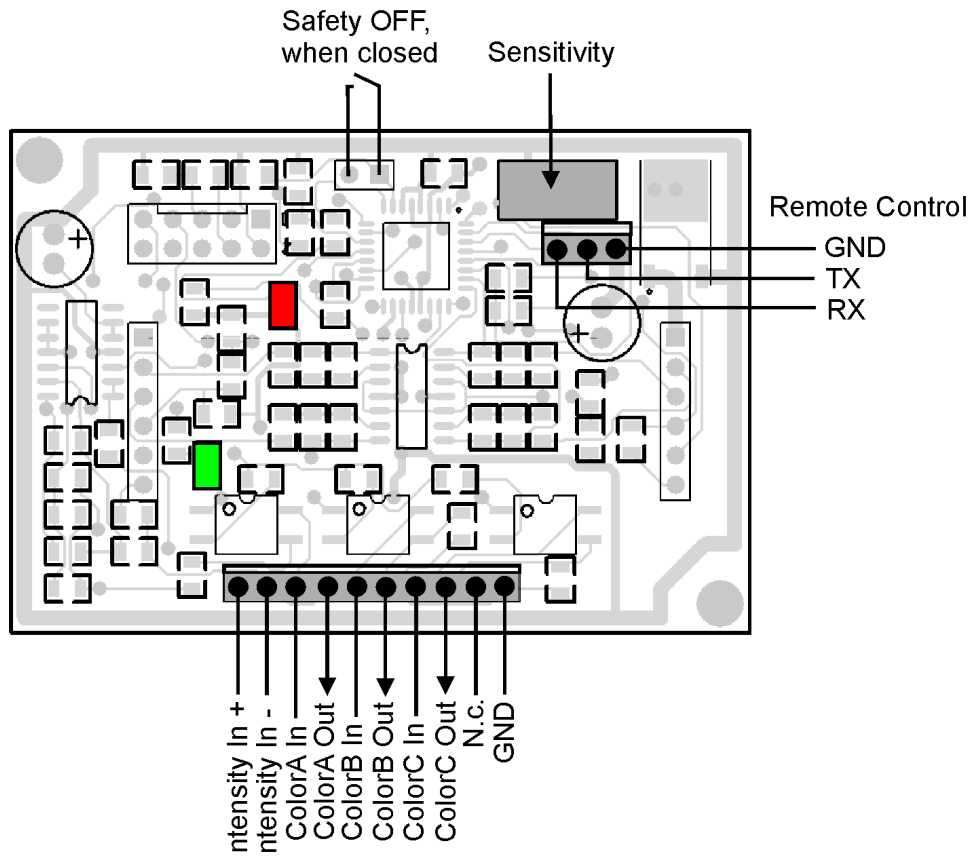 Safety OFF,
when closed
Sensitivity
Remote Control
GND
TX
RX
+
+
ntensity In +
ntensity In -
ColorA In
ColorA Out
ColorB In
ColorB Out
ColorC In
ColorC Out
N.c.
GND